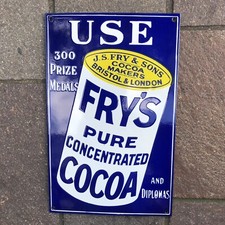 USE
300
PRIZE
MEDALS
J.S. FRY & SONS
COCOA
MAKERS
BRISTOL & LONDON
FRY'S
PURE
CONCENTRATED
COCOA
AND
DIPLOMAS